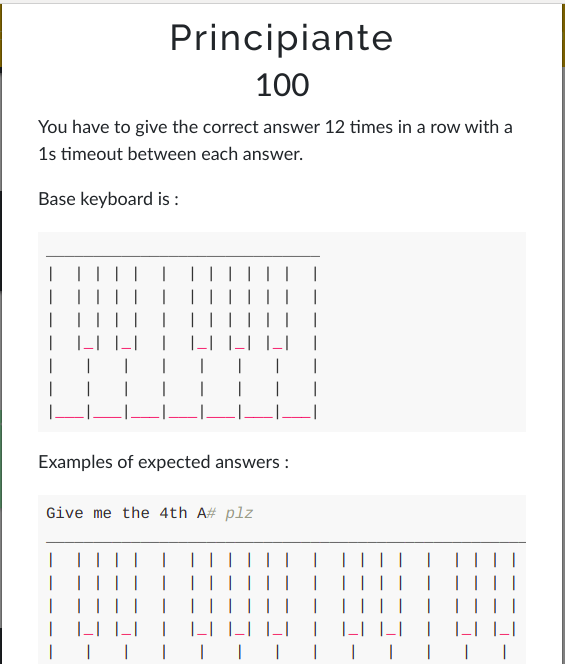 Principiante
100
You have to give the correct answer 12 times in a row with a
1s timeout between each answer.
Base keyboard is :
_____________________________
|  | | | |  |  | | | | | |  |
|  | | | |  |  | | | | | |  |
|  | | | |  |  | | | | | |  |
|  |_| |_|  |  |_| |_| |_|  |
|   |   |   |   |   |   |   |
|   |   |   |   |   |   |   |
|___|___|___|___|___|___|___|
Examples of expected answers :
Give me the 4th A# plz
___________________________________________________
|  | | | |  |  | | | | | |  |  | | | |  |  | | | |
|  | | | |  |  | | | | | |  |  | | | |  |  | | | |
|  | | | |  |  | | | | | |  |  | | | |  |  | | | |
|  |_| |_|  |  |_| |_| |_|  |  |_| |_|  |  |_| |_|
|   |   |   |   |   |   |   |   |   |   |   |   |